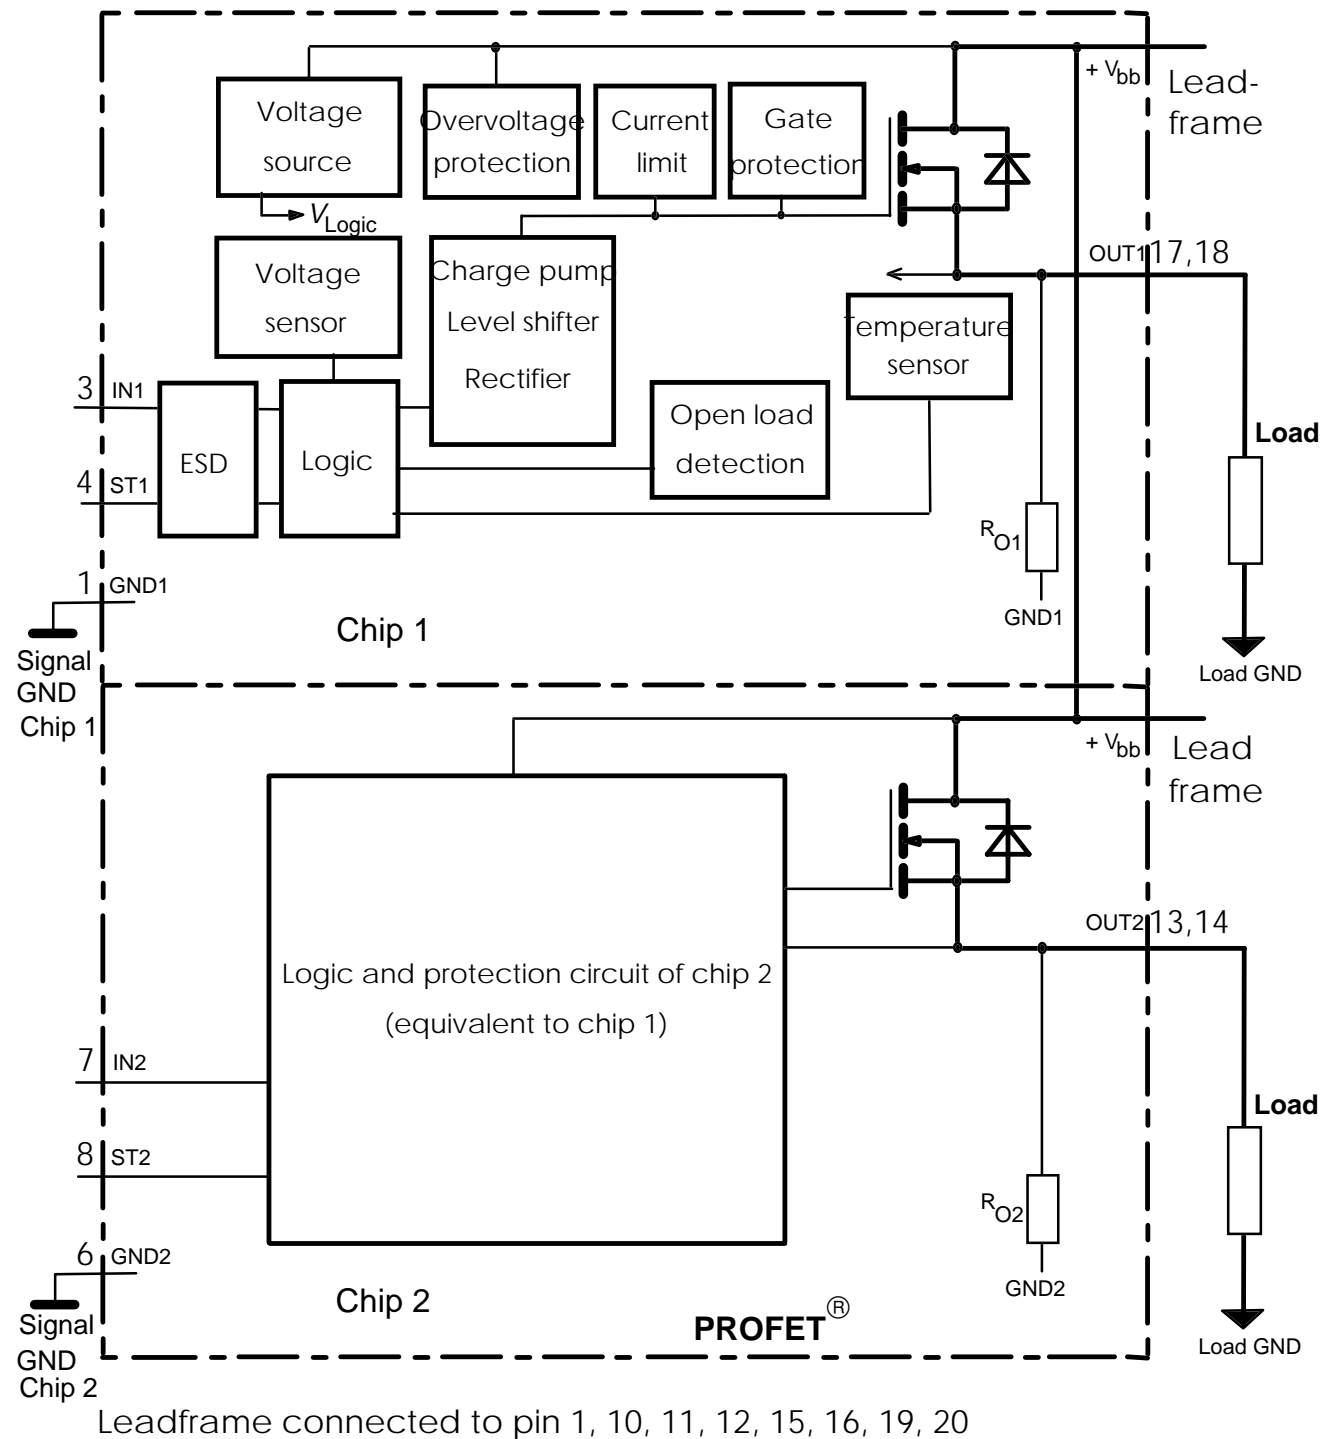 + Vbb
Lead-
frame
Voltage
source
Overvoltage
protection
Current
limit
Gate
protection
VLogic
Voltage
sensor
Charge pump
Level shifter
Rectifier
OUT1 17,18
Temperature
sensor
3 IN1
Open load
detection
Load
ESD
Logic
4 ST1
RO1
1 GND1
GND1
Chip 1
Signal
GND
Chip 1
Load GND
+ Vbb
Lead
frame
OUT2 13,14
Logic and protection circuit of chip 2
(equivalent to chip 1)
7 IN2
Load
8 ST2
RO2
6 GND2
GND2
Chip 2
PROFET®
Signal
GND
Chip 2
Load GND
Leadframe connected to pin 1, 10, 11, 12, 15, 16, 19, 20